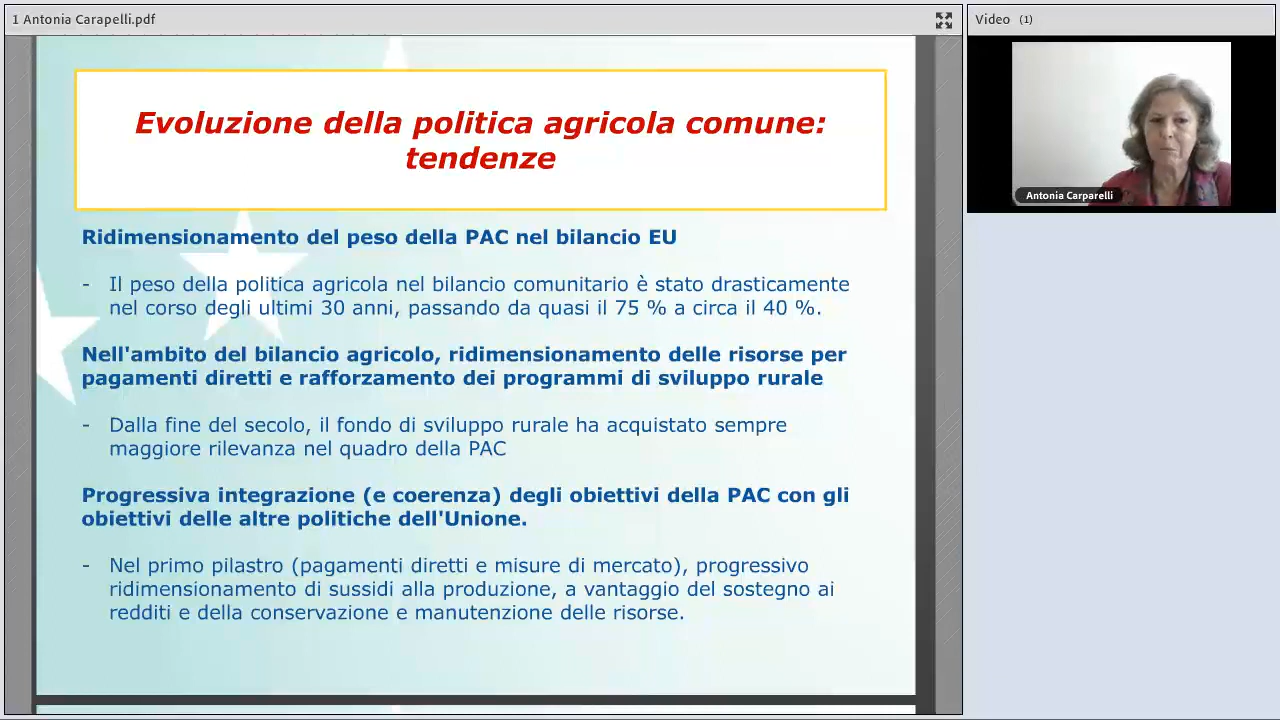 1 Antonia Carapelli.pdf
Evoluzione della politica agricola comune:
tendenze
Ridimensionamento del peso della PAC nel bilancio EU
- Il peso della politica agricola nel bilancio comunitario è stato drasticamente
nel corso degli ultimi 30 anni, passando da quasi il 75 % a circa il 40 %.
Nell'ambito del bilancio agricolo, ridimensionamento delle risorse per
pagamenti diretti e rafforzamento dei programmi di sviluppo rurale
- Dalla fine del secolo, il fondo di sviluppo rurale ha acquistato sempre
maggiore rilevanza nel quadro della PAC
Progressiva integrazione (e coerenza) degli obiettivi della PAC con gli
obiettivi delle altre politiche dell'Unione.
- Nel primo pilastro (pagamenti diretti e misure di mercato), progressivo
ridimensionamento di sussidi alla produzione, a vantaggio del sostegno ai
redditi e della conservazione e manutenzione delle risorse.
Video (1)
Antonia Carparelli